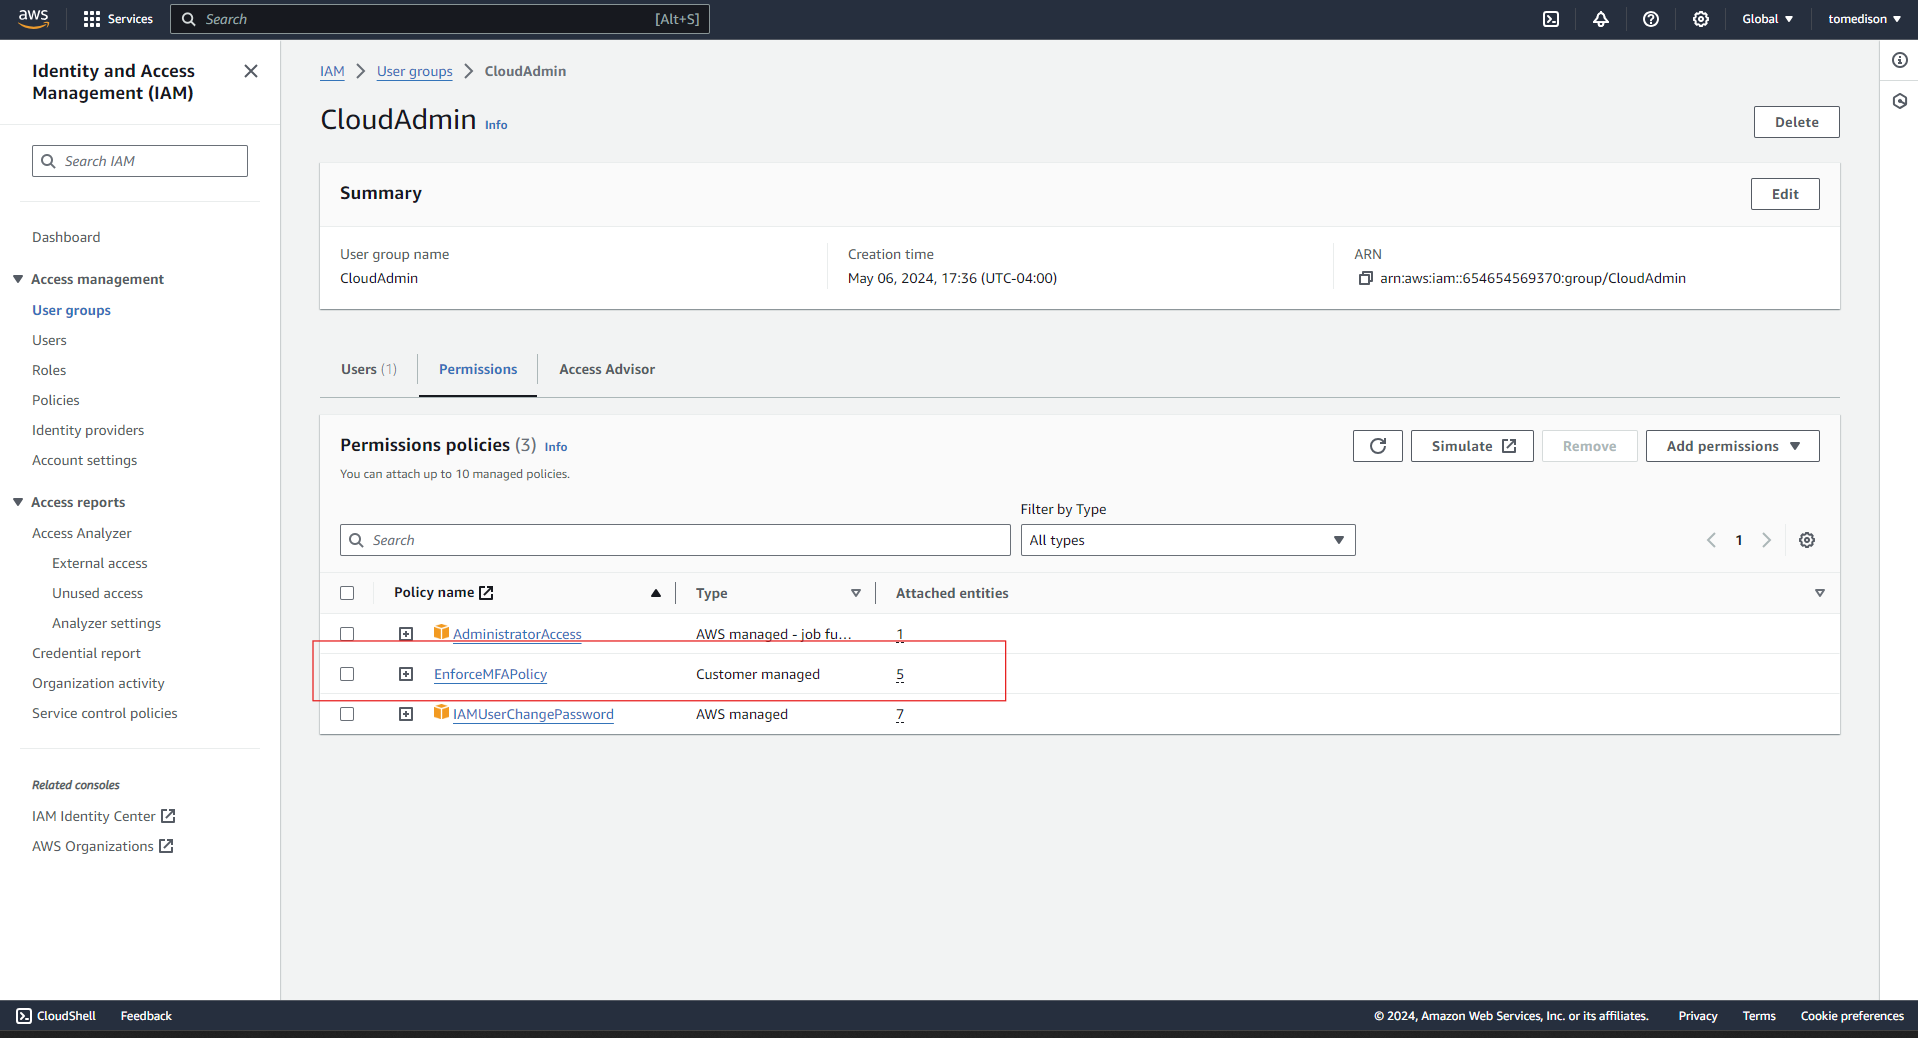 aws Services Search [Alt+S] Global tomedison
Identity and Access
Management (IAM)
Search IAM
Dashboard
Access management
User groups
Users
Roles
Policies
Identity providers
Account settings
Access reports
Access Analyzer
External access
Unused access
Analyzer settings
Credential report
Organization activity
Service control policies
Related consoles
IAM Identity Center
AWS Organizations
IAM User groups CloudAdmin
CloudAdmin Info
Delete
Summary
Edit
User group name
CloudAdmin
Creation time
May 06, 2024, 17:36 (UTC-04:00)
ARN
arn:aws:iam::654654569370:group/CloudAdmin
Users (1) Permissions Access Advisor
Permissions policies (3) Info
You can attach up to 10 managed policies.
Simulate Remove Add permissions
Filter by Type
Search All types 1
Policy name Type Attached entities
AdministratorAccess AWS managed - job fu... 1
EnforceMFAPolicy Customer managed 5
IAMUserChangePassword AWS managed 7
CloudShell Feedback © 2024, Amazon Web Services, Inc. or its affiliates. Privacy Terms Cookie preferences